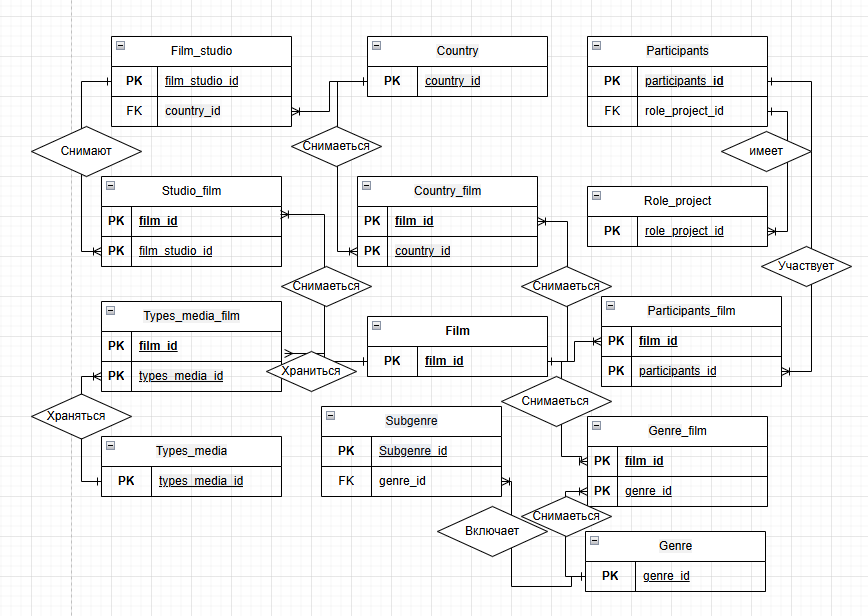 Film_studio
PK film_studio_id
FK country_id
Country
PK country_id
Participants
PK participants_id
FK role_project_id
Снимают
Снимаеться
имеет
Studio_film
PK film_id
PK film_studio_id
Country_film
PK film_id
PK country_id
Role_project
PK role_project_id
Снимаеться
Снимаеться
Участвует
Types_media_film
PK film_id
PK types_media_id
Film
PK film_id
Participants_film
PK film_id
PK participants_id
Храниться
Храняться
Снимаеться
Types_media
PK types_media_id
Subgenre
PK Subgenre_id
FK genre_id
Genre_film
PK film_id
PK genre_id
Включает
Снимаеться
Genre
PK genre_id